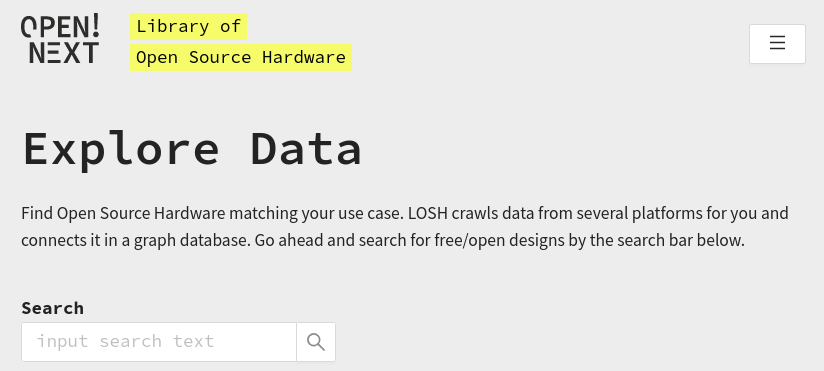 OPEN!
NEXT
Library of
Open Source Hardware
Explore Data
Find Open Source Hardware matching your use case. LOSH crawls data from several platforms for you and
connects it in a graph database. Go ahead and search for free/open designs by the search bar below.
Search
input search text